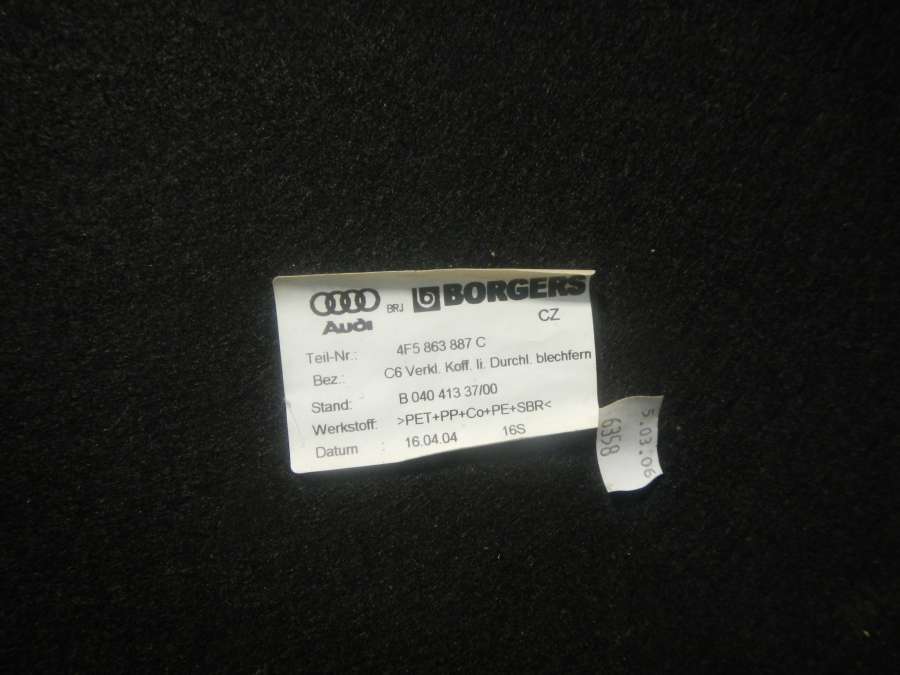 Audi BRJ BORGERS
CZ
Teil-Nr.: 4F5 863 887 C
Bez.: C6 Verkl. Koff. li. Durchl. blechfern
Stand: B 040 413 37/00
Werkstoff: >PET+PP+Co+PE+SBR<
Datum 16.04.04 16S
5.03.06
6358